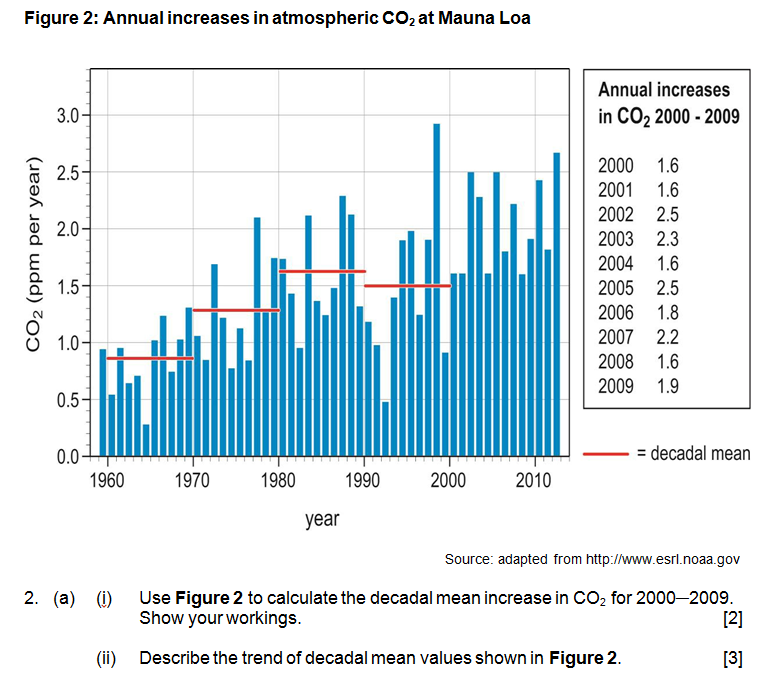 Figure 2: Annual increases in atmospheric CO₂ at Mauna Loa
CO₂ (ppm per year)
3.0
2.5
2.0
1.5
1.0
0.5
0.0
1960 1970 1980 1990 2000 2010
year
Annual increases
in CO₂ 2000 - 2009
2000 1.6
2001 1.6
2002 2.5
2003 2.3
2004 1.6
2005 2.5
2006 1.8
2007 2.2
2008 1.6
2009 1.9
= decadal mean
Source: adapted from http://www.esrl.noaa.gov
2. (a) (i) Use Figure 2 to calculate the decadal mean increase in CO₂ for 2000—2009.
Show your workings. [2]
(ii) Describe the trend of decadal mean values shown in Figure 2. [3]